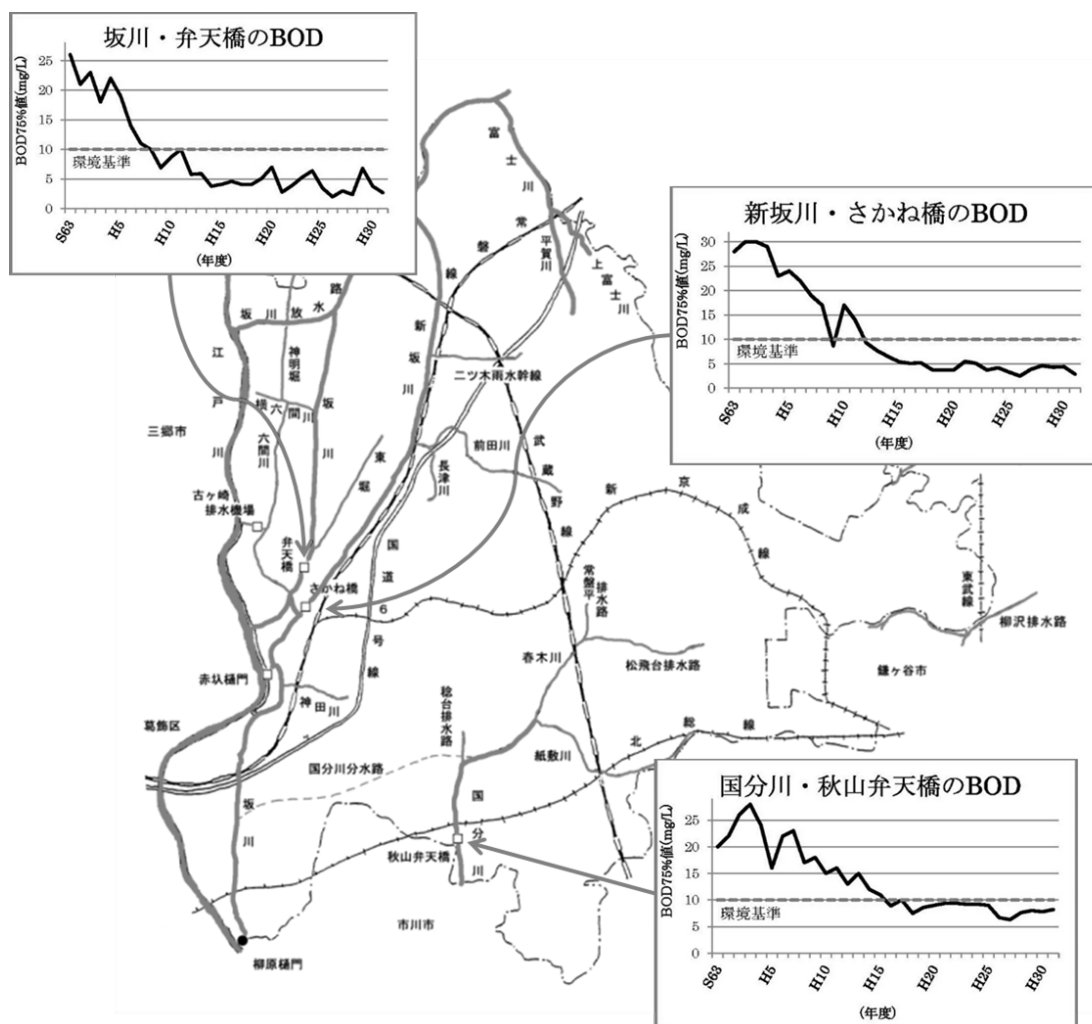 坂川・弁天橋のBOD
BOD75%値(mg/L)
25
20
15
10
5
0
環境基準
S63
H5
H10
H15
H20
H25
H30
(年度)
新坂川・さかね橋のBOD
BOD75%値(mg/L)
30
25
20
15
10
5
0
環境基準
S63
H5
H10
H15
H20
H25
H30
(年度)
国分川・秋山弁天橋のBOD
BOD75%値(mg/L)
25
20
15
10
5
0
環境基準
S63
H5
H10
H15
H20
H25
H30
(年度)
富士川
常磐線
平賀川
上富士川
坂川放水路
江戸川
神明堀
新坂川
二ツ木雨水幹線
横六間川
坂川
三郷市
六間川
東堀
前田川
長津川
武蔵野線
新京成線
古ヶ崎
排水機場
弁天橋
さかね橋
国道6号線
常盤平
排水路
東武線
柳沢排水路
春木川
松飛台排水路
鎌ヶ谷市
赤圦樋門
神田川
稔台排水路
葛飾区
北総線
紙敷川
国分川分水路
坂川
国分川
秋山弁天橋
市川市
柳原樋門